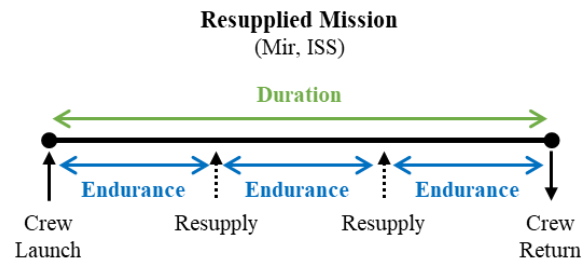 Resupplied Mission
(Mir, ISS)
Duration
Endurance Endurance Endurance
Crew Resupply Resupply Crew
Launch Return